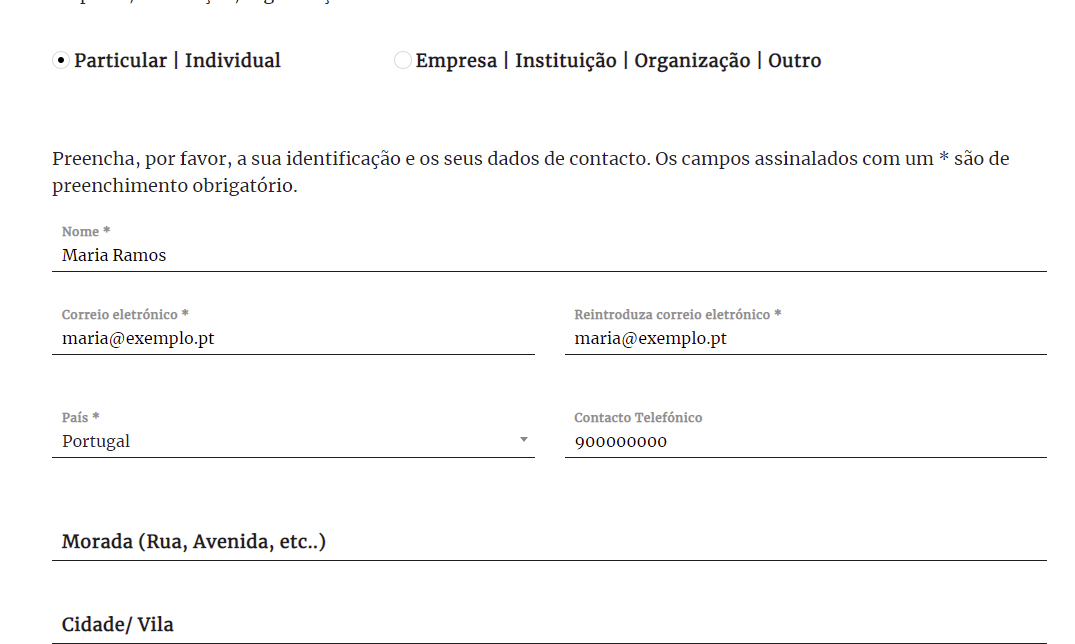 Particular | Individual
Empresa | Instituição | Organização | Outro
Preencha, por favor, a sua identificação e os seus dados de contacto. Os campos assinalados com um * são de
preenchimento obrigatório.
Nome *
Maria Ramos
Correio eletrónico *
Reintroduza correio eletrónico *
maria@exemplo.pt
maria@exemplo.pt
País *
Contacto Telefónico
Portugal
900000000
Morada (Rua, Avenida, etc..)
Cidade/ Vila